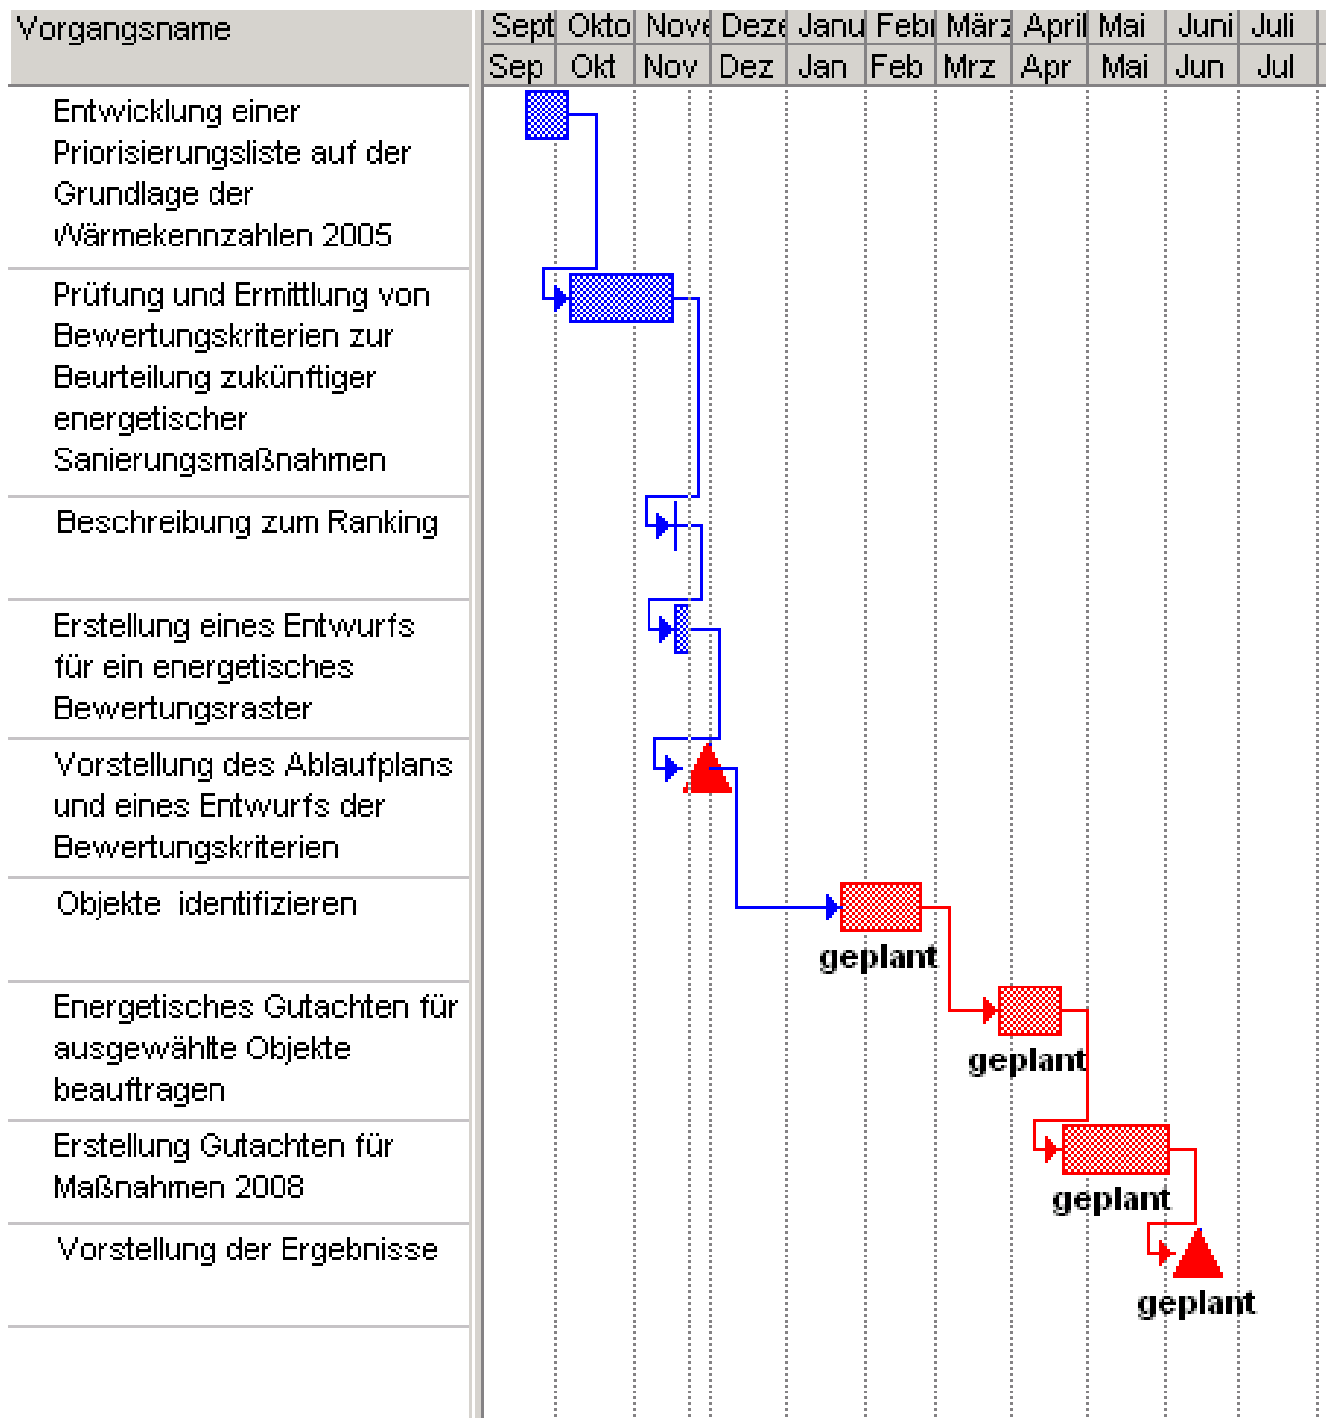 Vorgangsname
Sept Okto Nove Deze Janu Febr März April Mai Juni Juli
Sep Okt Nov Dez Jan Feb Mrz Apr Mai Jun Jul
Entwicklung einer
Priorisierungsliste auf der
Grundlage der
Wärmekennzahlen 2005
Prüfung und Ermittlung von
Bewertungskriterien zur
Beurteilung zukünftiger
energetischer
Sanierungsmaßnahmen
Beschreibung zum Ranking
Erstellung eines Entwurfs
für ein energetisches
Bewertungsraster
Vorstellung des Ablaufplans
und eines Entwurfs der
Bewertungskriterien
Objekte identifizieren
geplant
Energetisches Gutachten für
ausgewählte Objekte
beauftragen
geplant
Erstellung Gutachten für
Maßnahmen 2008
geplant
Vorstellung der Ergebnisse
geplant